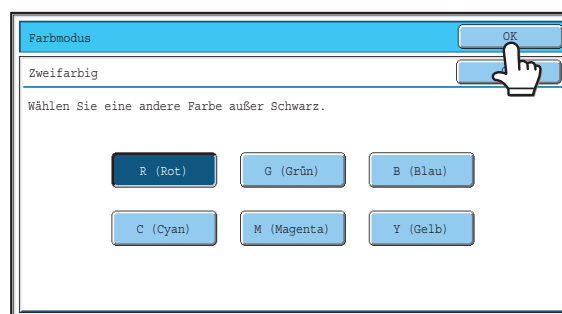 Farbmodus OK
Zweifarbig
Wählen Sie eine andere Farbe außer Schwarz.
R (Rot) G (Grün) B (Blau)
C (Cyan) M (Magenta) Y (Gelb)